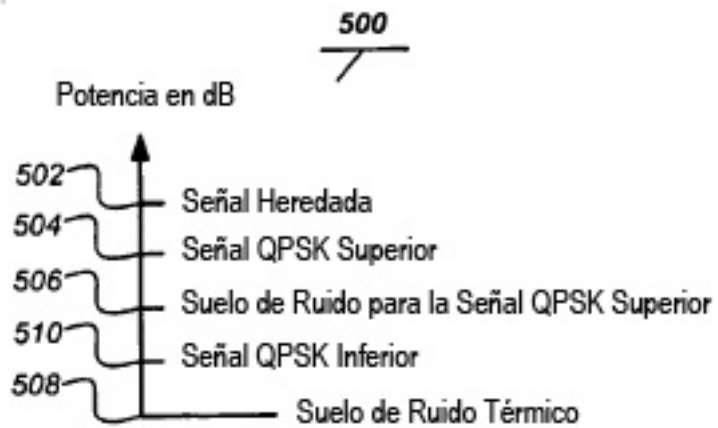 500
Potencia en dB
502
Señal Heredada
504
Señal QPSK Superior
506
Suelo de Ruido para la Señal QPSK Superior
510
Señal QPSK Inferior
508
Suelo de Ruido Térmico